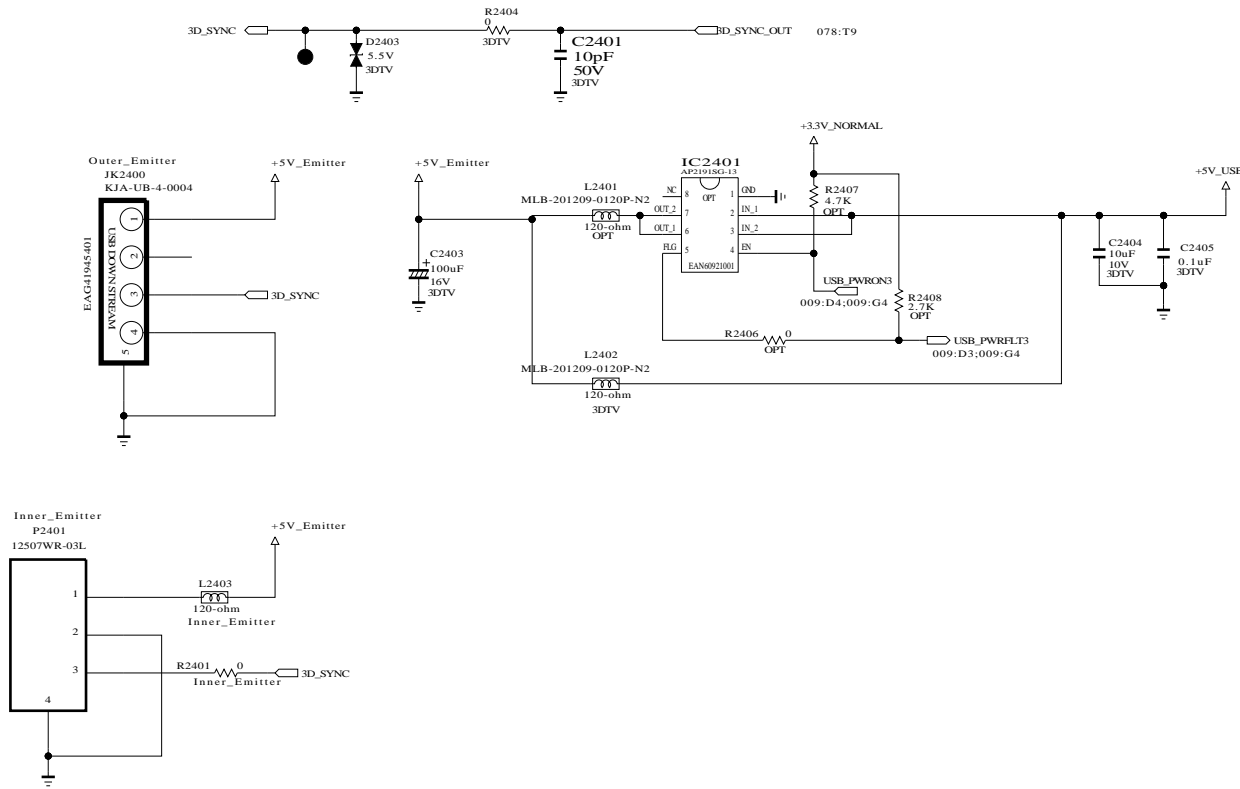 R2404
0
3DTV
3D_SYNC
3D_SYNC_OUT 078:T9
D2403
5.5V
3DTV
C2401
10pF
50V
3DTV
Outer_Emitter
JK2400
KJA-UB-4-0004
+5V_Emitter
EAG41945401
USB DOWN STREAM
1
2
3
4
5
3D_SYNC
+5V_Emitter
C2403
100uF
16V
3DTV
+
L2401
MLB-201209-0120P-N2
120-ohm
OPT
IC2401
AP2191SG-13
OPT
NC
8
1
GND
OUT_2
7
2
IN_1
OUT_1
6
3
IN_2
FLG
5
4
EN
EAN60921001
+3.3V_NORMAL
R2407
4.7K
OPT
USB_PWRON3
009:D4;009:G4
R2408
2.7K
OPT
R2406
0
OPT
USB_PWRFLT3
009:D3;009:G4
L2402
MLB-201209-0120P-N2
120-ohm
3DTV
+5V_USB
C2404
10uF
10V
3DTV
C2405
0.1uF
3DTV
Inner_Emitter
P2401
12507WR-03L
1
2
3
4
+5V_Emitter
L2403
120-ohm
Inner_Emitter
R2401
0
Inner_Emitter
3D_SYNC